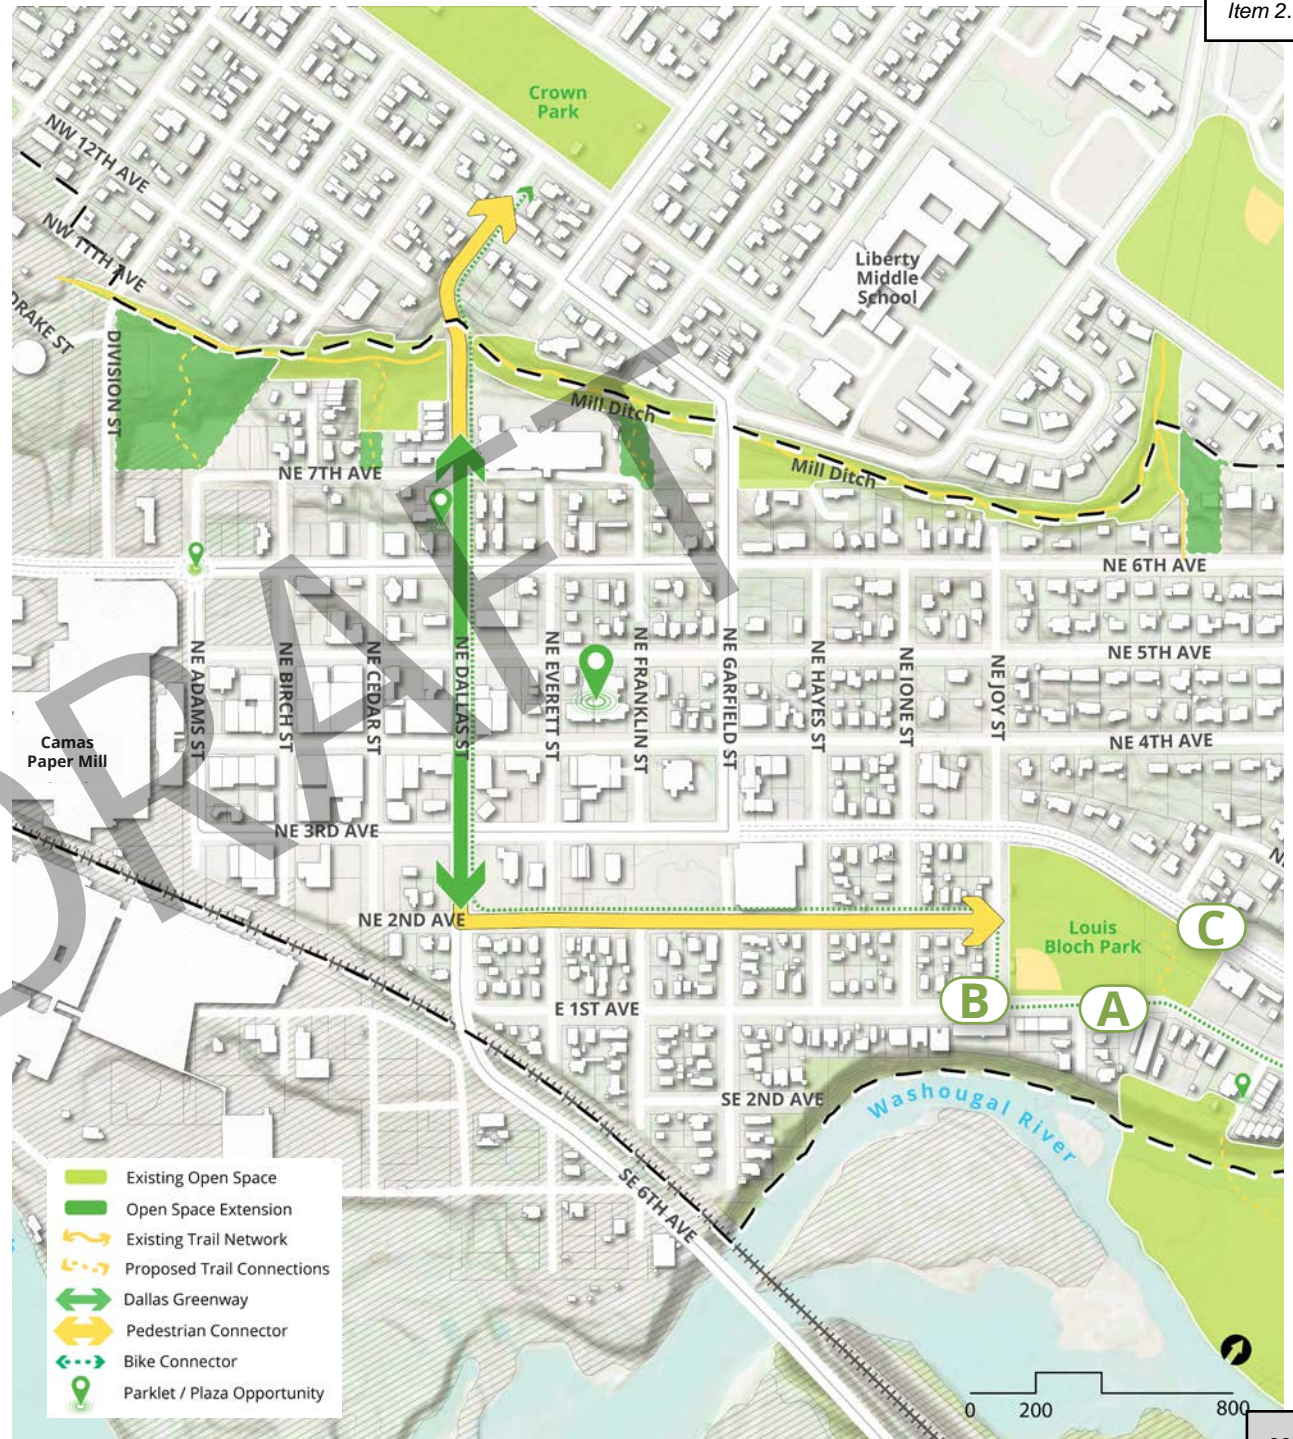 Item 2.
Crown
Park
NW 12TH AVE
NW 11TH AVE
DRAKE ST
DIVISION ST
Liberty
Middle
School
Mill Ditch
Mill Ditch
NE 7TH AVE
NE 6TH AVE
NE 5TH AVE
NE 4TH AVE
NE ADAMS ST
NE BIRCH ST
NE CEDAR ST
NE DALLAS ST
NE EVERETT ST
NE FRANKLIN ST
NE GARFIELD ST
NE HAYES ST
NE IONE ST
NE JOY ST
Camas
Paper Mill
NE 3RD AVE
NE 2ND AVE
Louis
Bloch Park
C
B
A
E 1ST AVE
SE 2ND AVE
Washougal River
SE 6TH AVE
DRAFT
Existing Open Space
Open Space Extension
Existing Trail Network
Proposed Trail Connections
Dallas Greenway
Pedestrian Connector
Bike Connector
Parklet / Plaza Opportunity
0 200 800